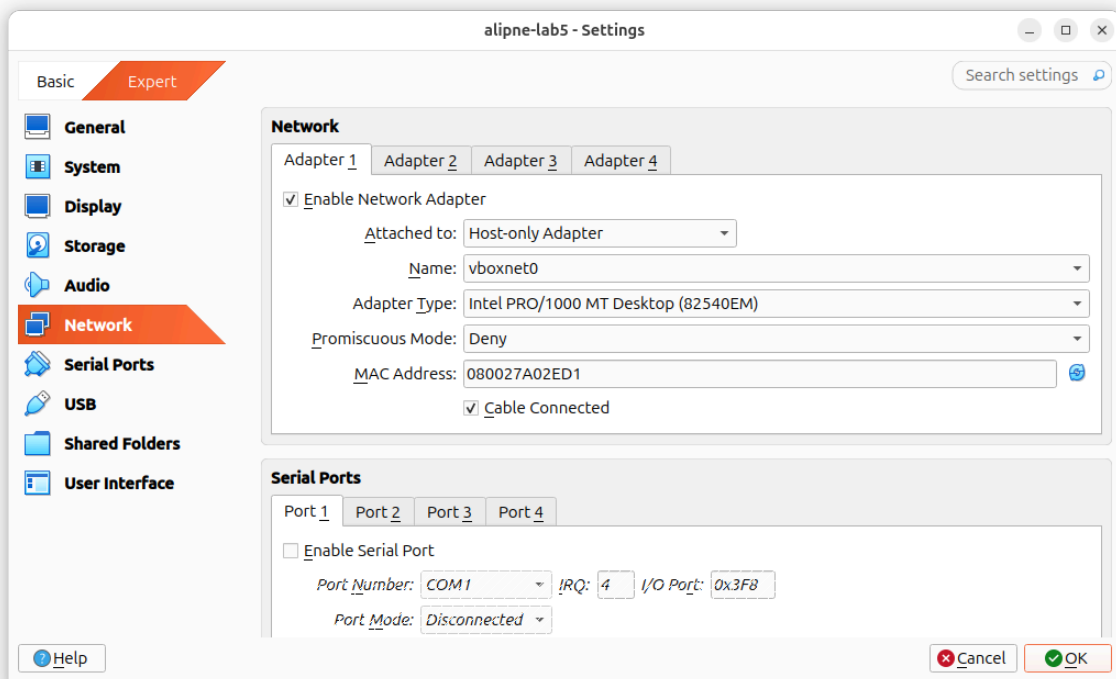 alipne-lab5 - Settings
Basic
Expert
Search settings
General
System
Display
Storage
Audio
Network
Serial Ports
USB
Shared Folders
User Interface
Network
Adapter 1 Adapter 2 Adapter 3 Adapter 4
Enable Network Adapter
Attached to: Host-only Adapter
Name: vboxnet0
Adapter Type: Intel PRO/1000 MT Desktop (82540EM)
Promiscuous Mode: Deny
MAC Address: 080027A02ED1
Cable Connected
Serial Ports
Port 1 Port 2 Port 3 Port 4
Enable Serial Port
Port Number: COM1 IRQ: 4 I/O Port: 0x3F8
Port Mode: Disconnected
Help
Cancel
OK